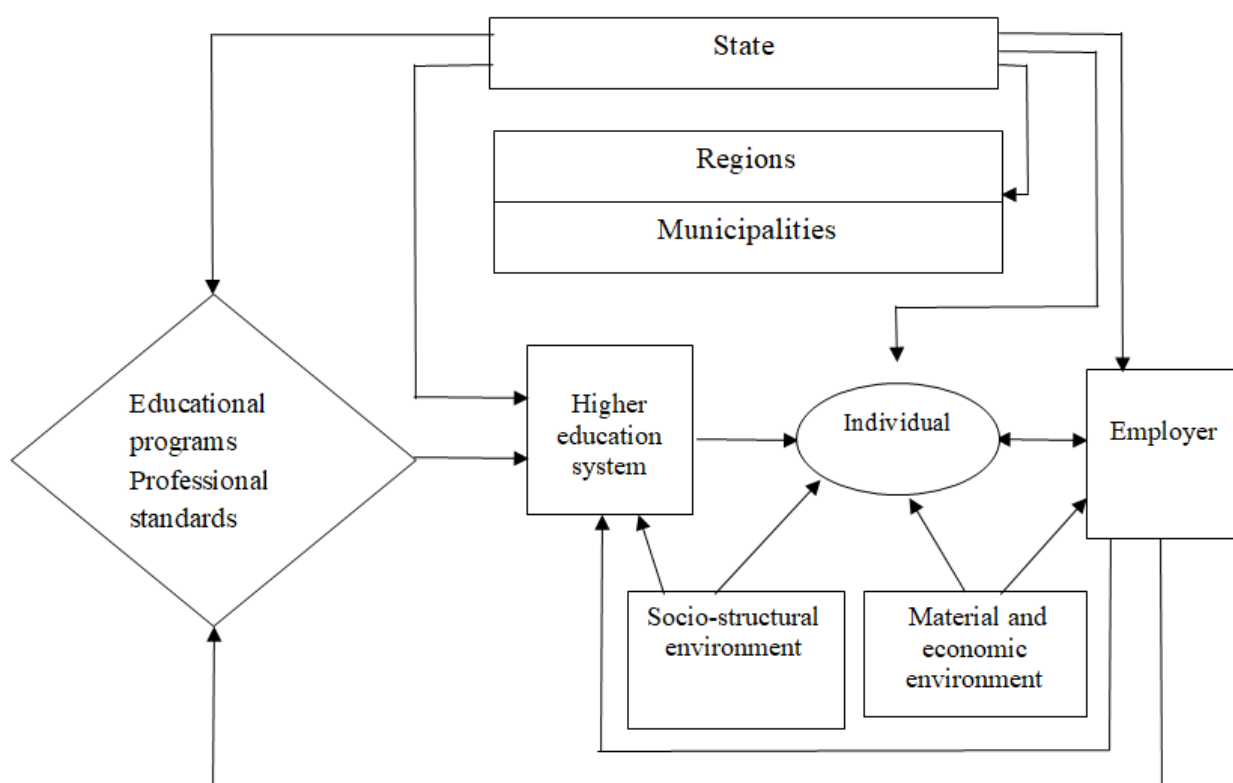 State
Regions
Municipalities
Educational
programs
Professional
standards
Higher
education
system
Individual
Employer
Socio-structural
environment
Material and
economic
environment